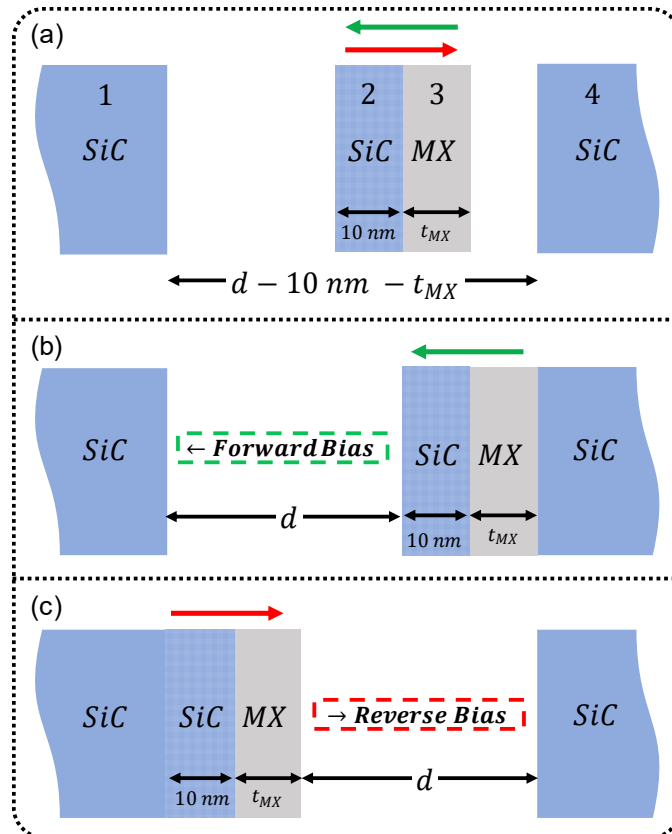 (a)
1 2 3 4
SiC SiC MX SiC
10 nm t_MX
d − 10 nm − t_MX
(b)
SiC ← Forward Bias SiC MX SiC
d 10 nm t_MX
(c)
SiC SiC MX → Reverse Bias SiC
10 nm t_MX d